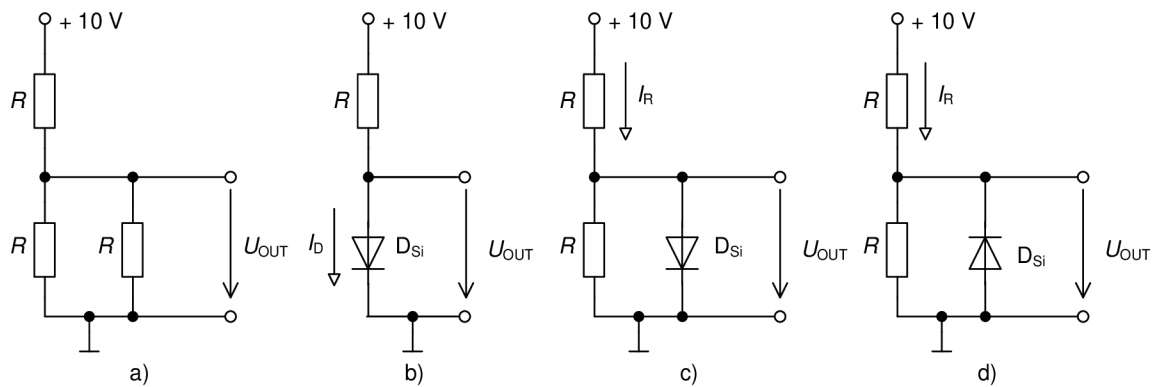 + 10 V
R
R
R
U_OUT
a)
+ 10 V
R
I_D
D_Si
U_OUT
b)
+ 10 V
R
I_R
R
D_Si
U_OUT
c)
+ 10 V
R
I_R
R
D_Si
U_OUT
d)